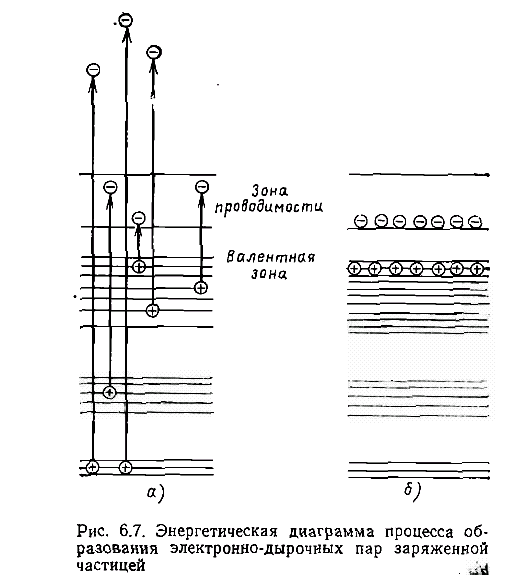 Зона
проводимости
Валентная
зона
а)
б)
Рис. 6.7. Энергетическая диаграмма процесса об-
разования электронно-дырочных пар заряженной
частицей